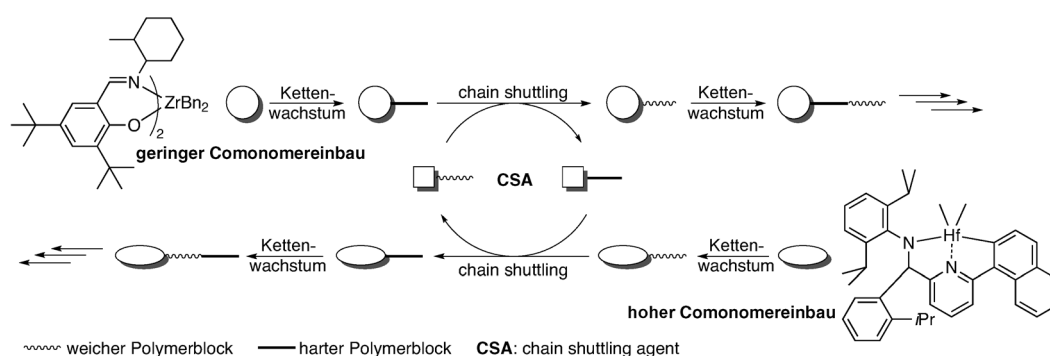 N
ZrBn2
O
2
geringer Comonomereinbau
Ketten-
wachstum
chain shuttling
Ketten-
wachstum
CSA
Ketten-
wachstum
chain shuttling
Ketten-
wachstum
hoher Comonomereinbau
N
Hf
N
iPr
weicher Polymerblock
harter Polymerblock
CSA: chain shuttling agent